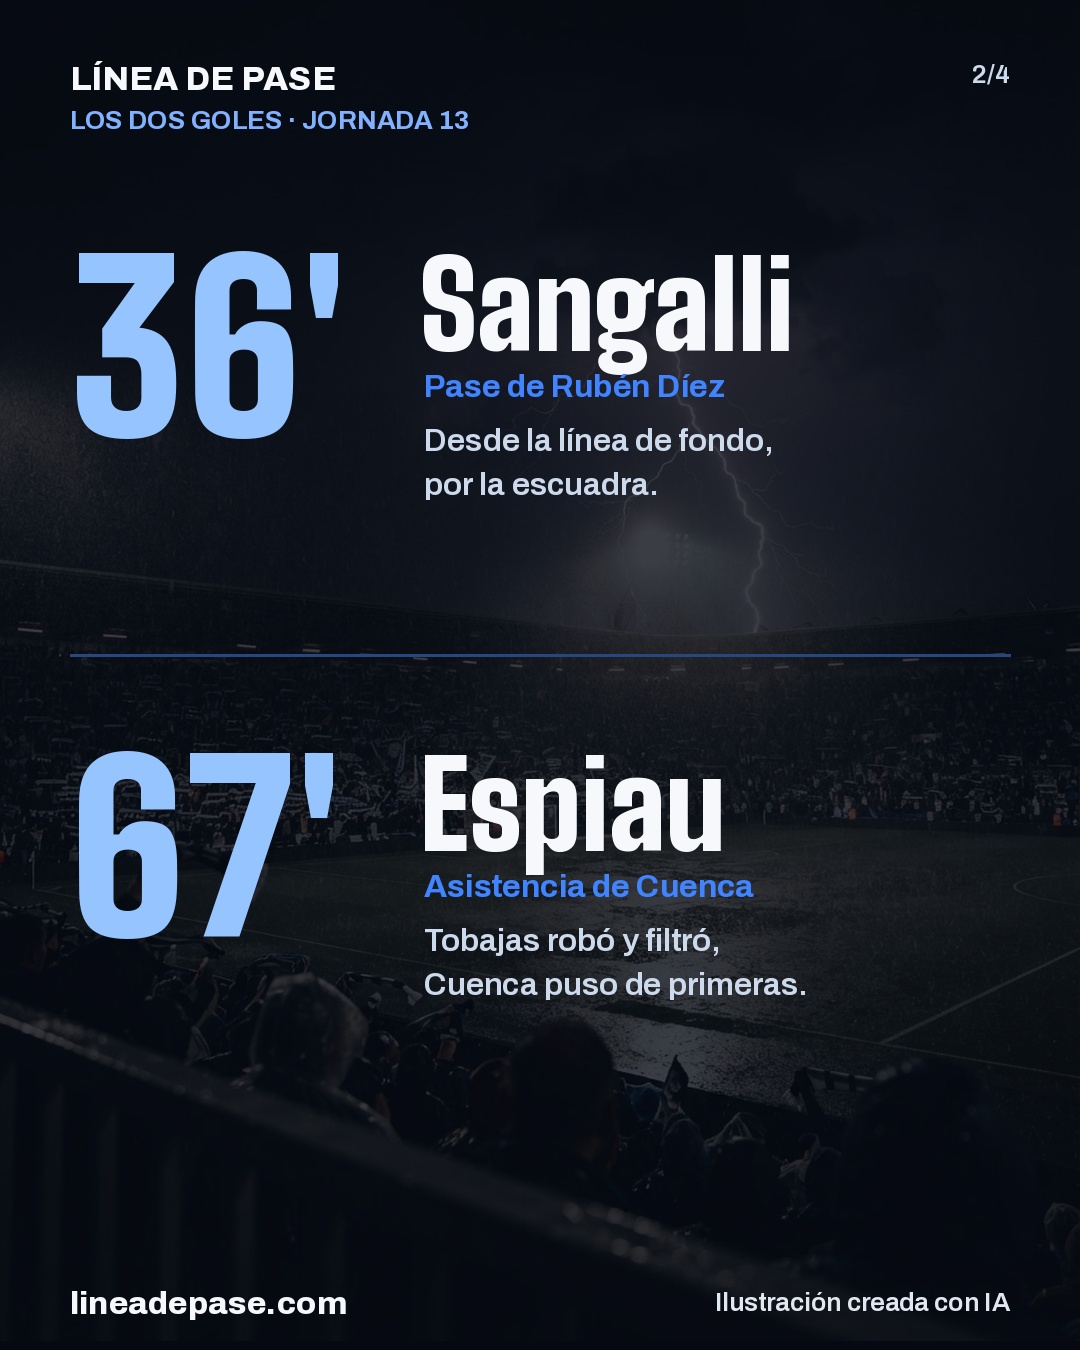 LÍNEA DE PASE
LOS DOS GOLES · JORNADA 13
2/4
36'
Sangalli
Pase de Rubén Díez
Desde la línea de fondo,
por la escuadra.
67'
Espiau
Asistencia de Cuenca
Tobajas robó y filtró,
Cuenca puso de primeras.
lineadepase.com
Ilustración creada con IA